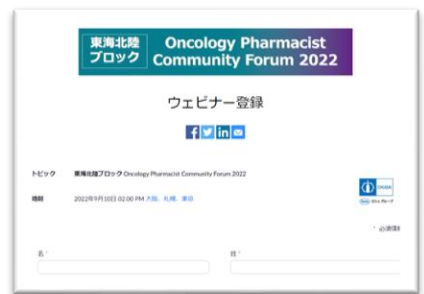 東海北陸 ブロック Oncology Pharmacist Community Forum 2022
ウェビナー登録
トピック 東海北陸ブロック Oncology Pharmacist Community Forum 2022
時刻 2022年9月10日 02:00 PM 大阪、札幌、東京
名 *
姓 *